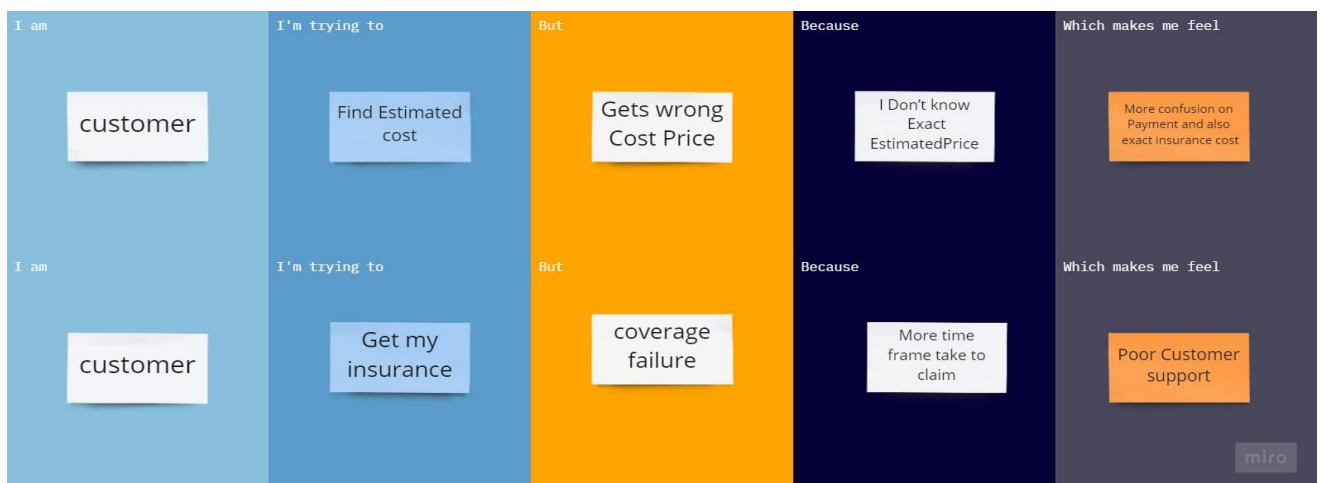 I am
I'm trying to
But
Because
Which makes me feel
customer
Find Estimated
cost
Gets wrong
Cost Price
I Don't know
Exact
EstimatedPrice
More confusion on
Payment and also
exact insurance cost
I am
I'm trying to
But
Because
Which makes me feel
customer
Get my
insurance
coverage
failure
More time
frame take to
claim
Poor Customer
support
miro